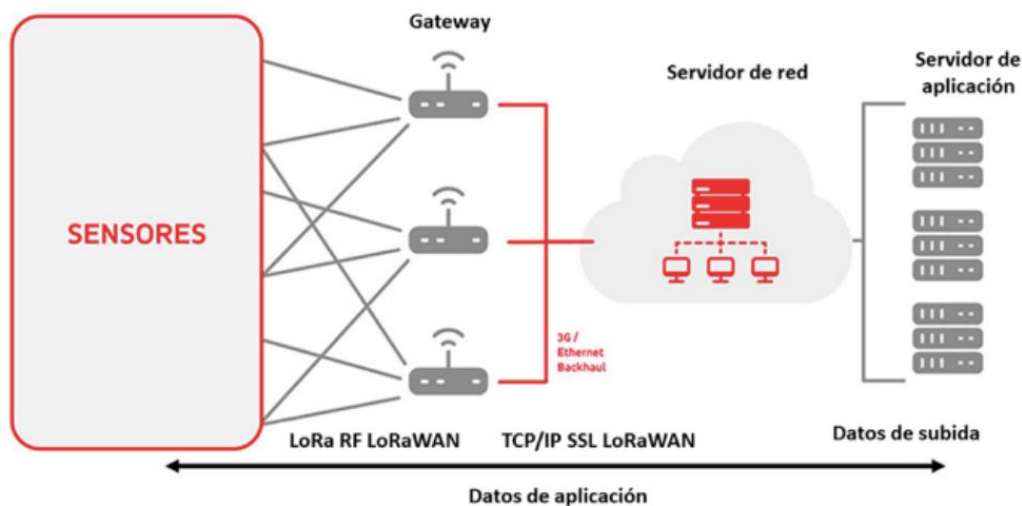 Gateway
Servidor de red
Servidor de
aplicación
SENSORES
3G /
Ethernet
Backhaul
LoRa RF LoRaWAN
TCP/IP SSL LoRaWAN
Datos de subida
Datos de aplicación